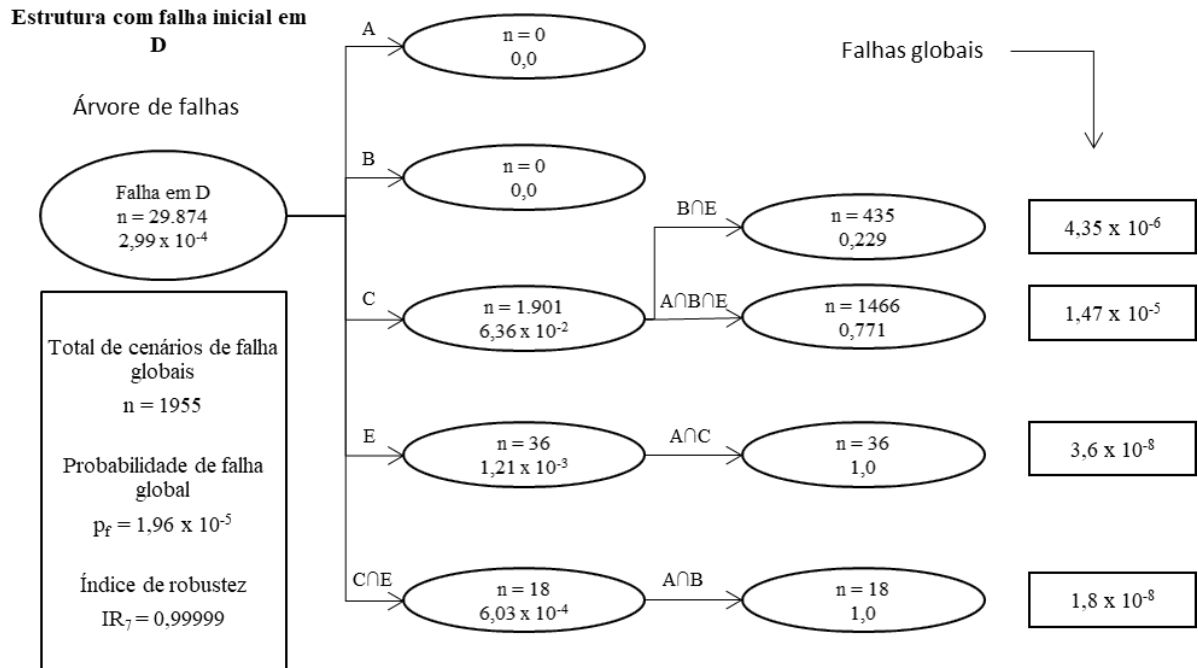 Estrutura com falha inicial em
D
Árvore de falhas
Falha em D
n = 29.874
2,99 x 10⁻⁴
Total de cenários de falha
globais
n = 1955
Probabilidade de falha
global
p_f = 1,96 x 10⁻⁵
Índice de robustez
IR₇ = 0,99999
A
n = 0
0,0
B
n = 0
0,0
C
n = 1.901
6,36 x 10⁻²
B∩E
n = 435
0,229
A∩B∩E
n = 1466
0,771
E
n = 36
1,21 x 10⁻³
A∩C
n = 36
1,0
C∩E
n = 18
6,03 x 10⁻⁴
A∩B
n = 18
1,0
Falhas globais
4,35 x 10⁻⁶
1,47 x 10⁻⁵
3,6 x 10⁻⁸
1,8 x 10⁻⁸